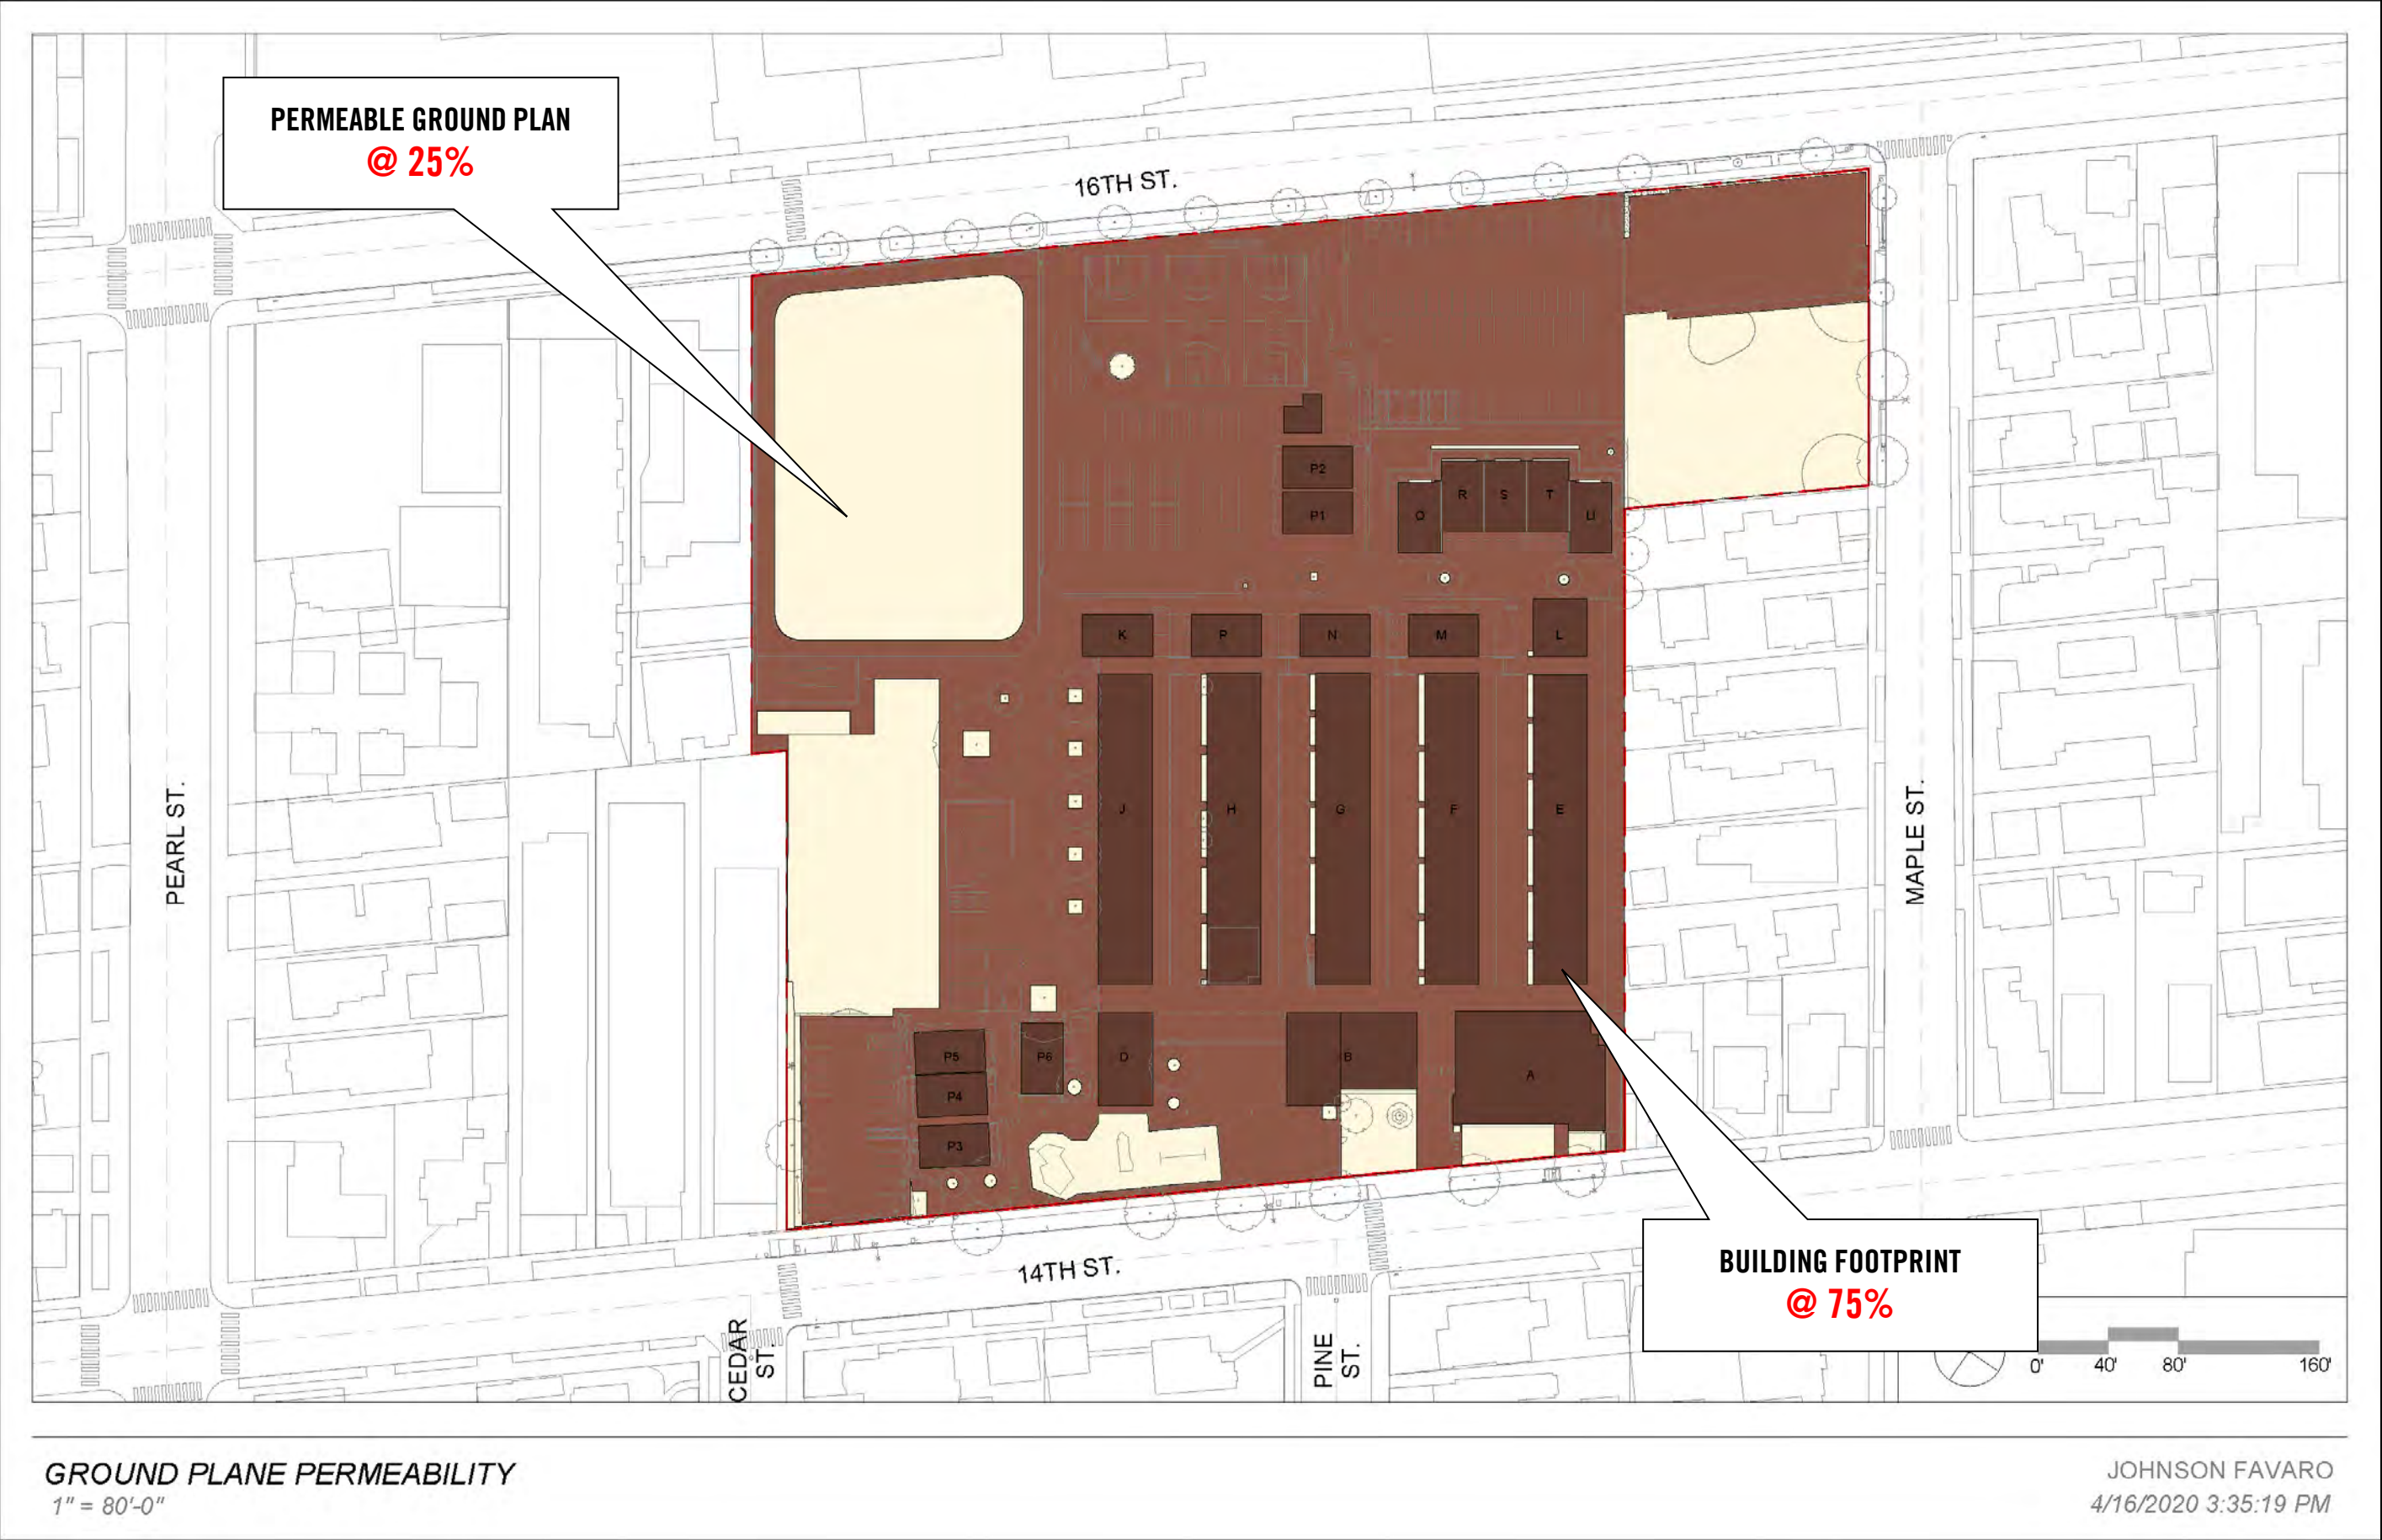 PERMEABLE GROUND PLAN
@ 25%
16TH ST.
P2
P1
Q
R
S
T
U
K
P
N
M
L
PEARL ST.
J
H
G
F
E
MAPLE ST.
P5
P6
D
B
A
P4
P3
14TH ST.
BUILDING FOOTPRINT
@ 75%
CEDAR
ST.
PINE
ST.
0' 40' 80' 160'
GROUND PLANE PERMEABILITY
1" = 80'-0"
JOHNSON FAVARO
4/16/2020 3:35:19 PM